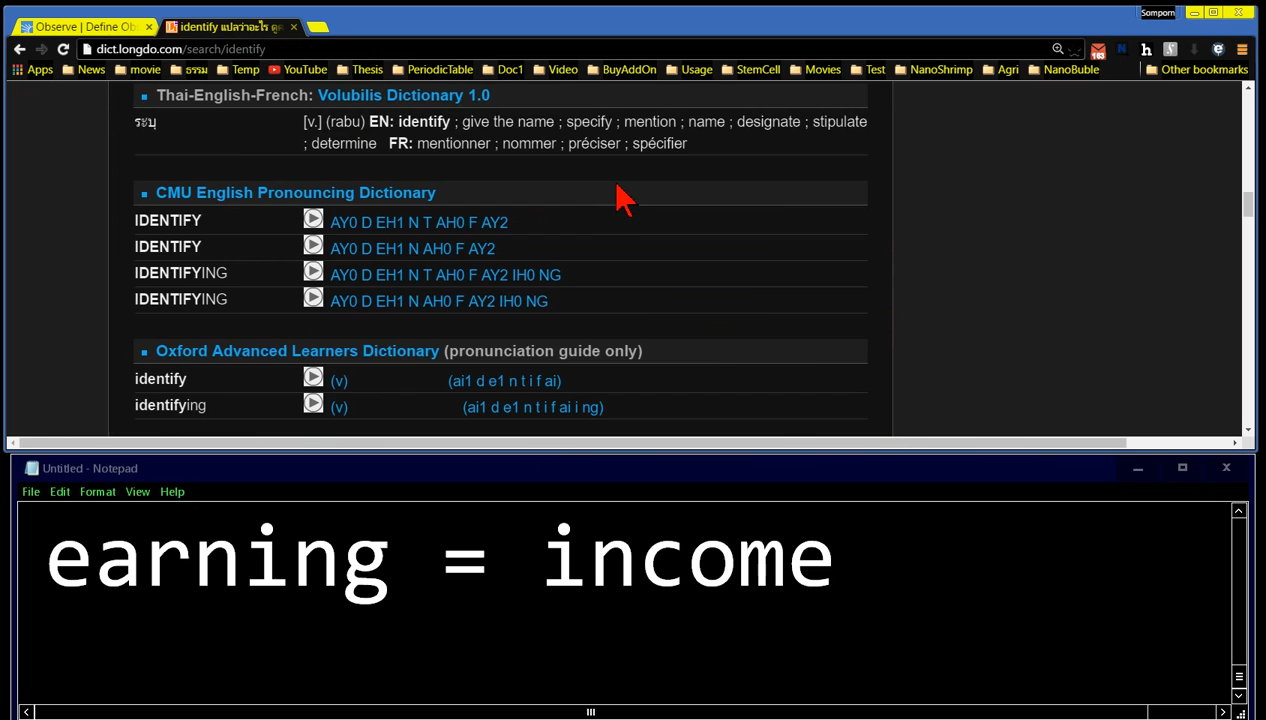 Somporn
Observe | Define Obs
identify แปลว่าอะไร ดูค
dict.longdo.com/search/identify
Apps News movie ธรรม Temp YouTube Thesis PeriodicTable Doc1 Video BuyAddOn Usage StemCell Movies Test NanoShrimp Agri NanoBuble Other bookmarks
163
Thai-English-French: Volubilis Dictionary 1.0
ระบุ [v.] (rabu) EN: identify ; give the name ; specify ; mention ; name ; designate ; stipulate
; determine FR: mentionner ; nommer ; préciser ; spécifier
CMU English Pronouncing Dictionary
IDENTIFY AY0 D EH1 N T AH0 F AY2
IDENTIFY AY0 D EH1 N AH0 F AY2
IDENTIFYING AY0 D EH1 N T AH0 F AY2 IH0 NG
IDENTIFYING AY0 D EH1 N AH0 F AY2 IH0 NG
Oxford Advanced Learners Dictionary (pronunciation guide only)
identify (v) (ai1 d e1 n t i f ai)
identifying (v) (ai1 d e1 n t i f ai i ng)
Untitled - Notepad
File Edit Format View Help
earning = income